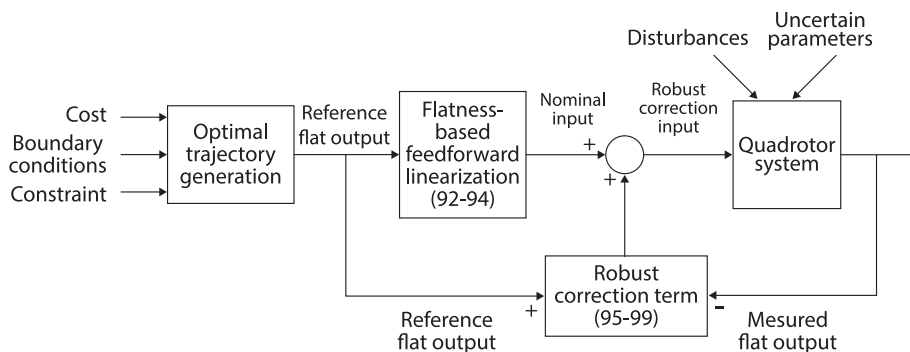 Disturbances
Uncertain
parameters
Cost
Boundary
conditions
Constraint
Optimal
trajectory
generation
Reference
flat output
Flatness-
based
feedforward
linearization
(92-94)
Nominal
input
+
+
Robust
correction
input
Quadrotor
system
Robust
correction term
(95-99)
+
-
Reference
flat output
Mesured
flat output